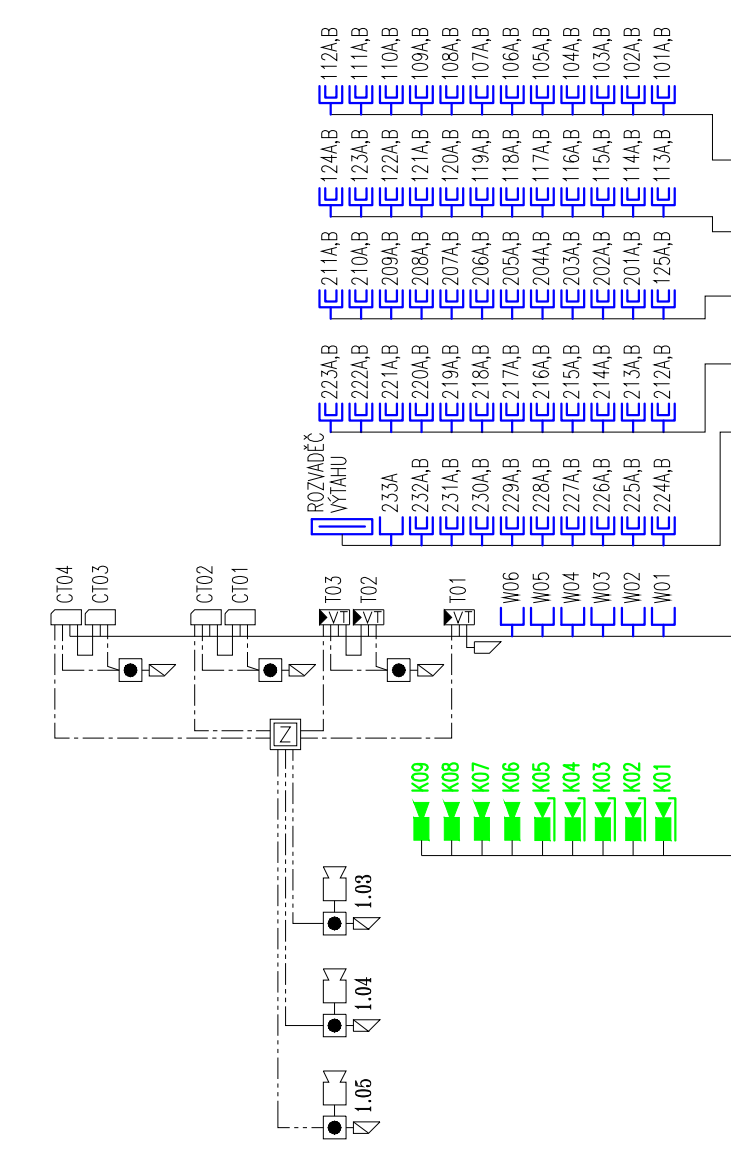 112A,B
111A,B
110A,B
109A,B
108A,B
107A,B
106A,B
105A,B
104A,B
103A,B
102A,B
101A,B
124A,B
123A,B
122A,B
121A,B
120A,B
119A,B
118A,B
117A,B
116A,B
115A,B
114A,B
113A,B
211A,B
210A,B
209A,B
208A,B
207A,B
206A,B
205A,B
204A,B
203A,B
202A,B
201A,B
125A,B
223A,B
222A,B
221A,B
220A,B
219A,B
218A,B
217A,B
216A,B
215A,B
214A,B
213A,B
212A,B
ROZVADĚČ
VÝTAHU
233A
232A,B
231A,B
230A,B
229A,B
228A,B
227A,B
226A,B
225A,B
224A,B
CT04
CT03
CT02
CT01
T03
T02
T01
W06
W05
W04
W03
W02
W01
VT
VT
VT
Z
K09
K08
K07
K06
K05
K04
K03
K02
K01
1.03
1.04
1.05